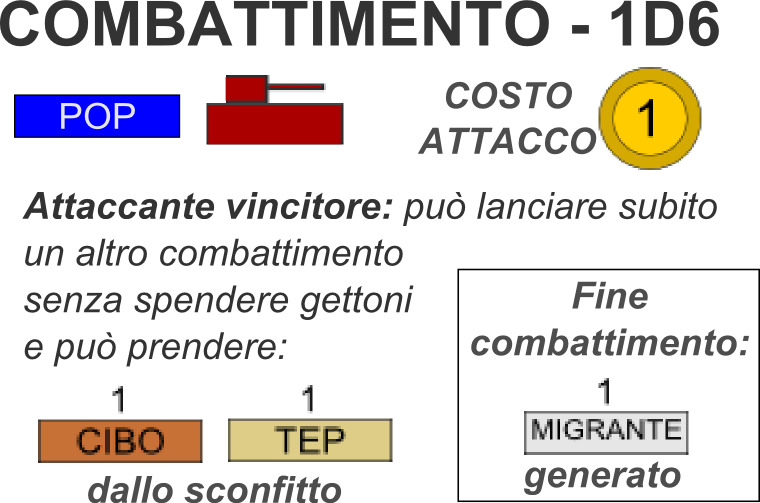 COMBATTIMENTO - 1D6
POP
COSTO
ATTACCO
1
Attaccante vincitore: può lanciare subito
un altro combattimento
senza spendere gettoni
e può prendere:
1
CIBO
1
TEP
dallo sconfitto
Fine
combattimento:
1
MIGRANTE
generato